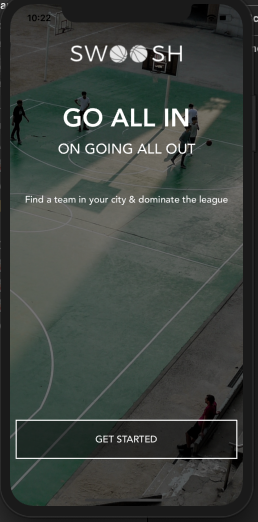 10:22
SWOOSH
GO ALL IN
ON GOING ALL OUT
Find a team in your city & dominate the league
GET STARTED